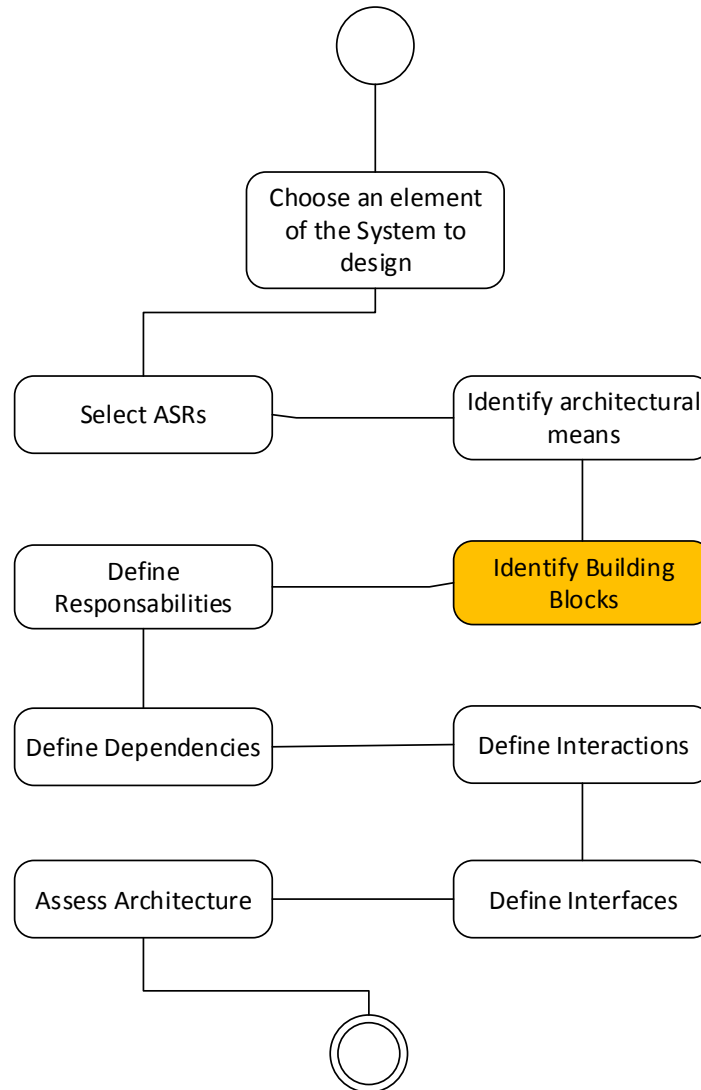 Choose an element
of the System to
design
Select ASRs
Identify architectural
means
Identify Building
Blocks
Define
Responsabilities
Define Dependencies
Define Interactions
Define Interfaces
Assess Architecture